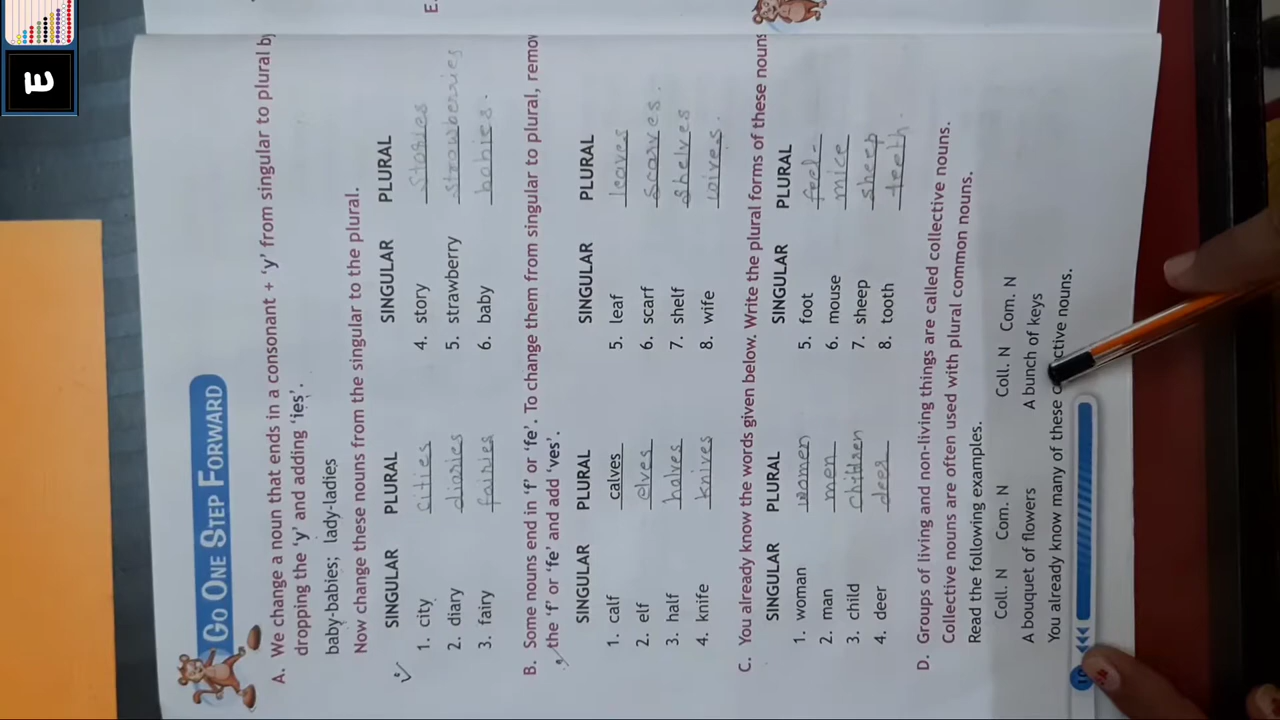 GO ONE STEP FORWARD
A. We change a noun that ends in a consonant + 'y' from singular to plural by
dropping the 'y' and adding 'ies'.
baby-babies; lady-ladies
Now change these nouns from the singular to the plural.
SINGULAR PLURAL SINGULAR PLURAL
1. city cities 4. story stories
2. diary diaries 5. strawberry strawberries
3. fairy fairies 6. baby babies.
B. Some nouns end in 'f' or 'fe'. To change them from singular to plural, remov
the 'f' or 'fe' and add 'ves'.
SINGULAR PLURAL SINGULAR PLURAL
1. calf calves 5. leaf leaves
2. elf elves 6. scarf scarves.
3. half halves 7. shelf shelves
4. knife knives 8. wife
C. You already know the words given below. Write the plural forms of these nouns
SINGULAR PLURAL SINGULAR PLURAL
1. woman women 5. foot
2. man men 6. mouse mice
3. child children 7. sheep sheep
4. deer deer 8. tooth teeth.
D. Groups of living and non-living things are called collective nouns.
Collective nouns are often used with plural common nouns.
Read the following examples.
Coll. N Com. N Coll. N Com. N
A bouquet of flowers A bunch of keys
You already know many of these nouns.
E.